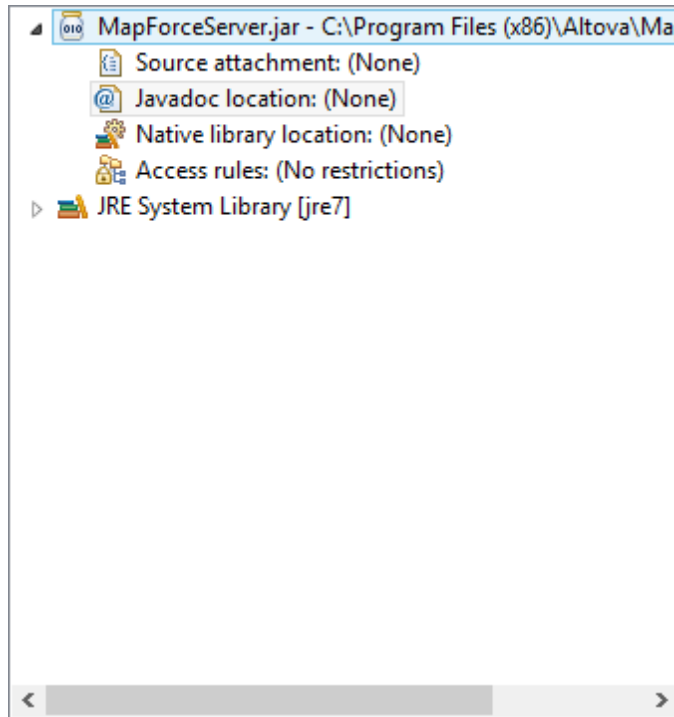 MapForceServer.jar - C:\Program Files (x86)\Altova\Ma
Source attachment: (None)
Javadoc location: (None)
Native library location: (None)
Access rules: (No restrictions)
JRE System Library [jre7]